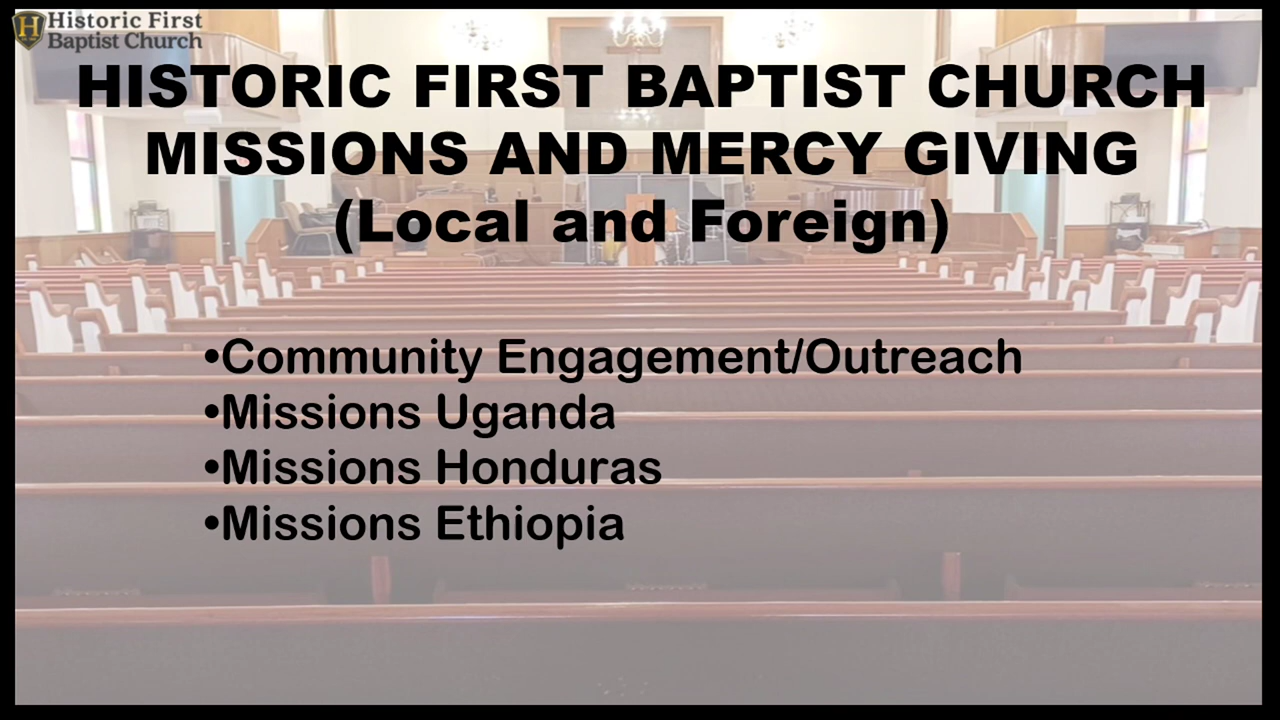 Historic First
Baptist Church
HISTORIC FIRST BAPTIST CHURCH
MISSIONS AND MERCY GIVING
(Local and Foreign)
•Community Engagement/Outreach
•Missions Uganda
•Missions Honduras
•Missions Ethiopia